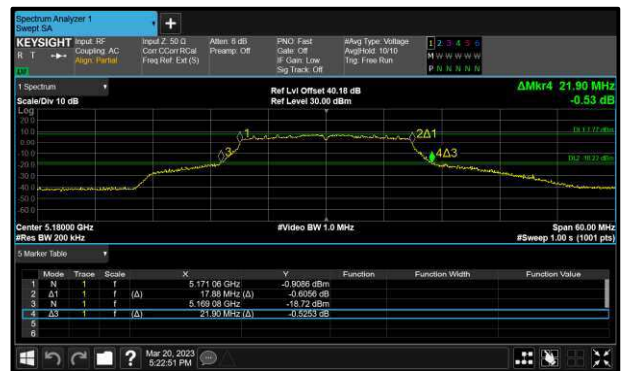 Spectrum Analyzer 1
Swept SA
+
KEYSIGHT Input: RF Input Z: 50 Ω Atten: 6 dB PNO: Fast #Avg Type: Voltage 1 2 3 4 5 6
R T Coupling: AC Corr CCorr RCal Preamp: Off Gate: Off Avg|Hold: 10/10 M W W W W W
Align: Partial Freq Ref: Ext (S) IF Gain: Low Trig: Free Run P N N N N N
Sig Track: Off
1 Spectrum Ref Lvl Offset 40.18 dB ΔMkr4 21.90 MHz
Scale/Div 10 dB Ref Level 30.00 dBm -0.53 dB
Log
20.0
10.0
0.00
-10.0
-20.0
-30.0
-40.0
-50.0
-60.0
1
2Δ1
3
4Δ3
Center 5.18000 GHz #Video BW 1.0 MHz Span 60.00 MHz
#Res BW 200 kHz #Sweep 1.00 s (1001 pts)
5 Marker Table
Mode Trace Scale X Y Function Function Width Function Value
1 N 1 f 5.171 06 GHz -0.9086 dBm
2 Δ1 1 f (Δ) 17.88 MHz (Δ) -0.6056 dB
3 N 1 f 5.169 08 GHz -18.72 dBm
4 Δ3 1 f (Δ) 21.90 MHz (Δ) -0.5253 dB
5
6
? Mar 20, 2023
5:22:51 PM